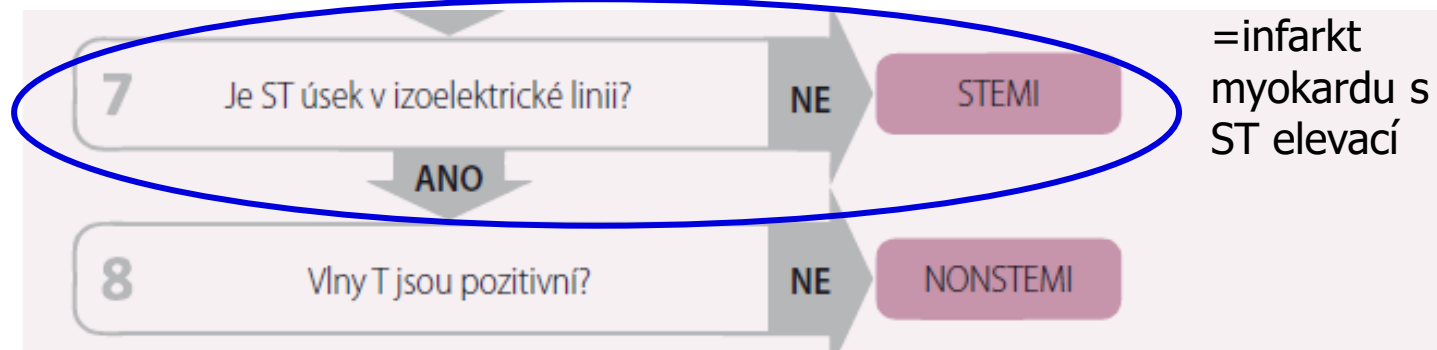 7 Je ST úsek v izoelektrické linii? NE STEMI
=infarkt
myokardu s
ST elevací
ANO
8 Vlny T jsou pozitivní? NE NONSTEMI